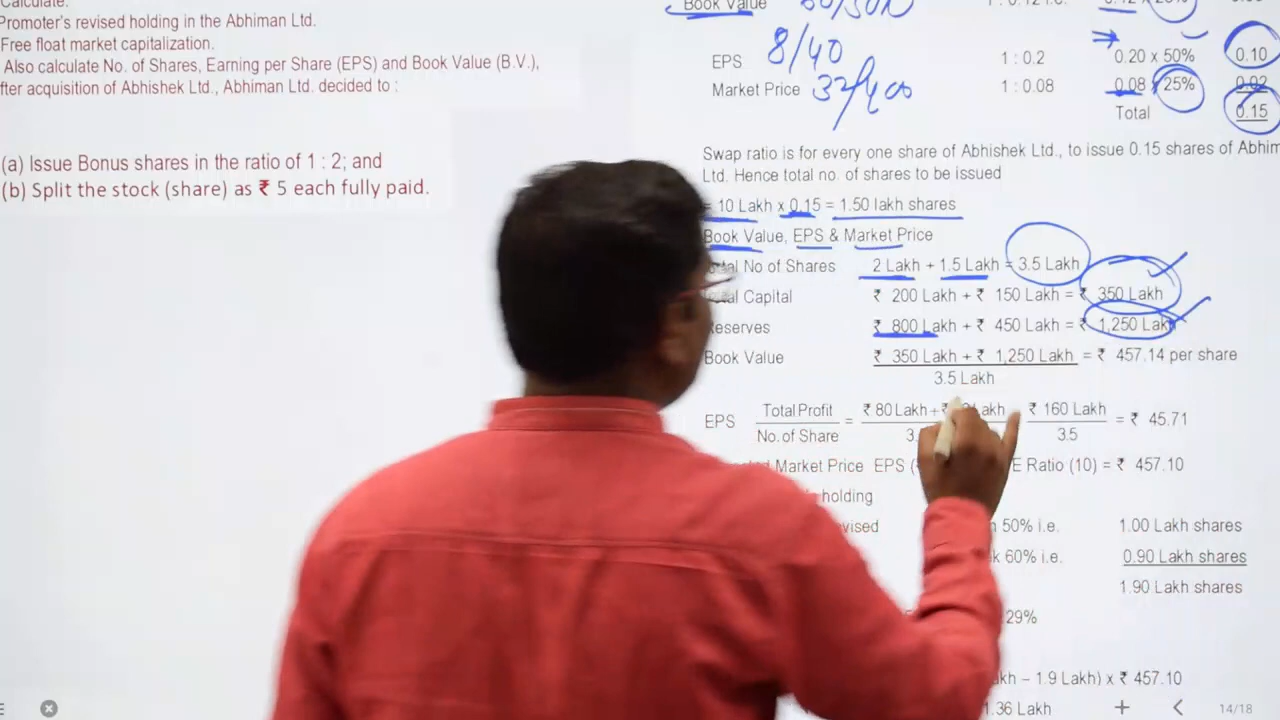 Calculate.
Promoter's revised holding in the Abhiman Ltd.
Free float market capitalization.
Also calculate No. of Shares, Earning per Share (EPS) and Book Value (B.V.),
fter acquisition of Abhishek Ltd., Abhiman Ltd. decided to :
(a) Issue Bonus shares in the ratio of 1 : 2; and
(b) Split the stock (share) as ₹ 5 each fully paid.
Book Value
EPS 8/40 1 : 0.2 0.20 x 50% 0.10
Market Price 32/400 1 : 0.08 0.08 x 25% 0.02
Total 0.15
Swap ratio is for every one share of Abhishek Ltd., to issue 0.15 shares of Abhim
Ltd. Hence total no. of shares to be issued
= 10 Lakh x 0.15 = 1.50 lakh shares
Book Value, EPS & Market Price
No of Shares 2 Lakh + 1.5 Lakh = 3.5 Lakh
Capital ₹ 200 Lakh + ₹ 150 Lakh = ₹ 350 Lakh
Reserves ₹ 800 Lakh + ₹ 450 Lakh = ₹ 1,250 Lak
Book Value ₹ 350 Lakh + ₹ 1,250 Lakh = ₹ 457.14 per share
3.5 Lakh
EPS Total Profit = ₹ 80 Lakh + ₹ Lakh ₹ 160 Lakh = ₹ 45.71
No. of Share 3. 3.5
Market Price EPS ( E Ratio (10) = ₹ 457.10
holding
vised 50% i.e. 1.00 Lakh shares
k 60% i.e. 0.90 Lakh shares
1.90 Lakh shares
29%
akh – 1.9 Lakh) x ₹ 457.10
1.36 Lakh
14/18